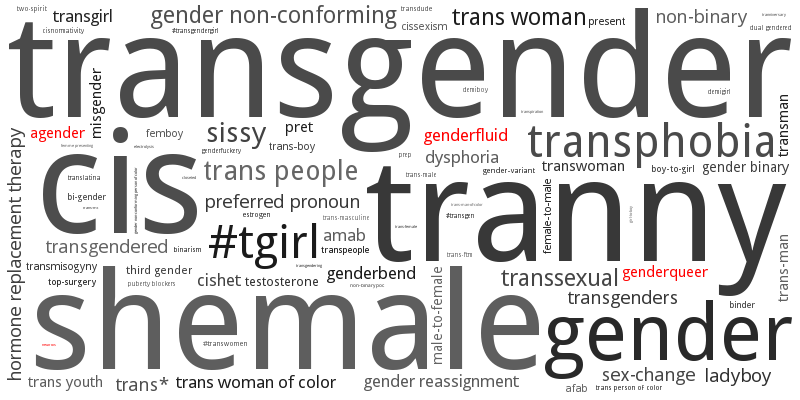 two-spirit
transgirl
gender non-conforming
transdude
trans woman
present
non-binary
cisnormativity
#transgendergirl
cissexism
dual gendered
transgender
demiboy
demigirl
misgender
agender
femboy
sissy
pret
trans-boy
genderfuckery
genderfluid
transphobia
transman
prep
dysphoria
gender-variant
transwoman
boy-to-girl
gender binary
hormone replacement therapy
cis
translatina
bi-gender
trans people
trans-male
tranny
preferred pronoun
estrogen
trans-masculine
#transgen
female-to-male
transgendered
binarism
#tgirl
amab
transpeople
trans-ftm
trans-man
transmisogyny
top-surgery
third gender
puberty blockers
cishet
testosterone
genderbend
non-binarypoc
male-to-female
transsexual
genderqueer
transgenders
binder
shemale
gender
#transwomen
trans youth
trans*
trans woman of color
gender reassignment
afab
sex-change
trans person of color
ladyboy